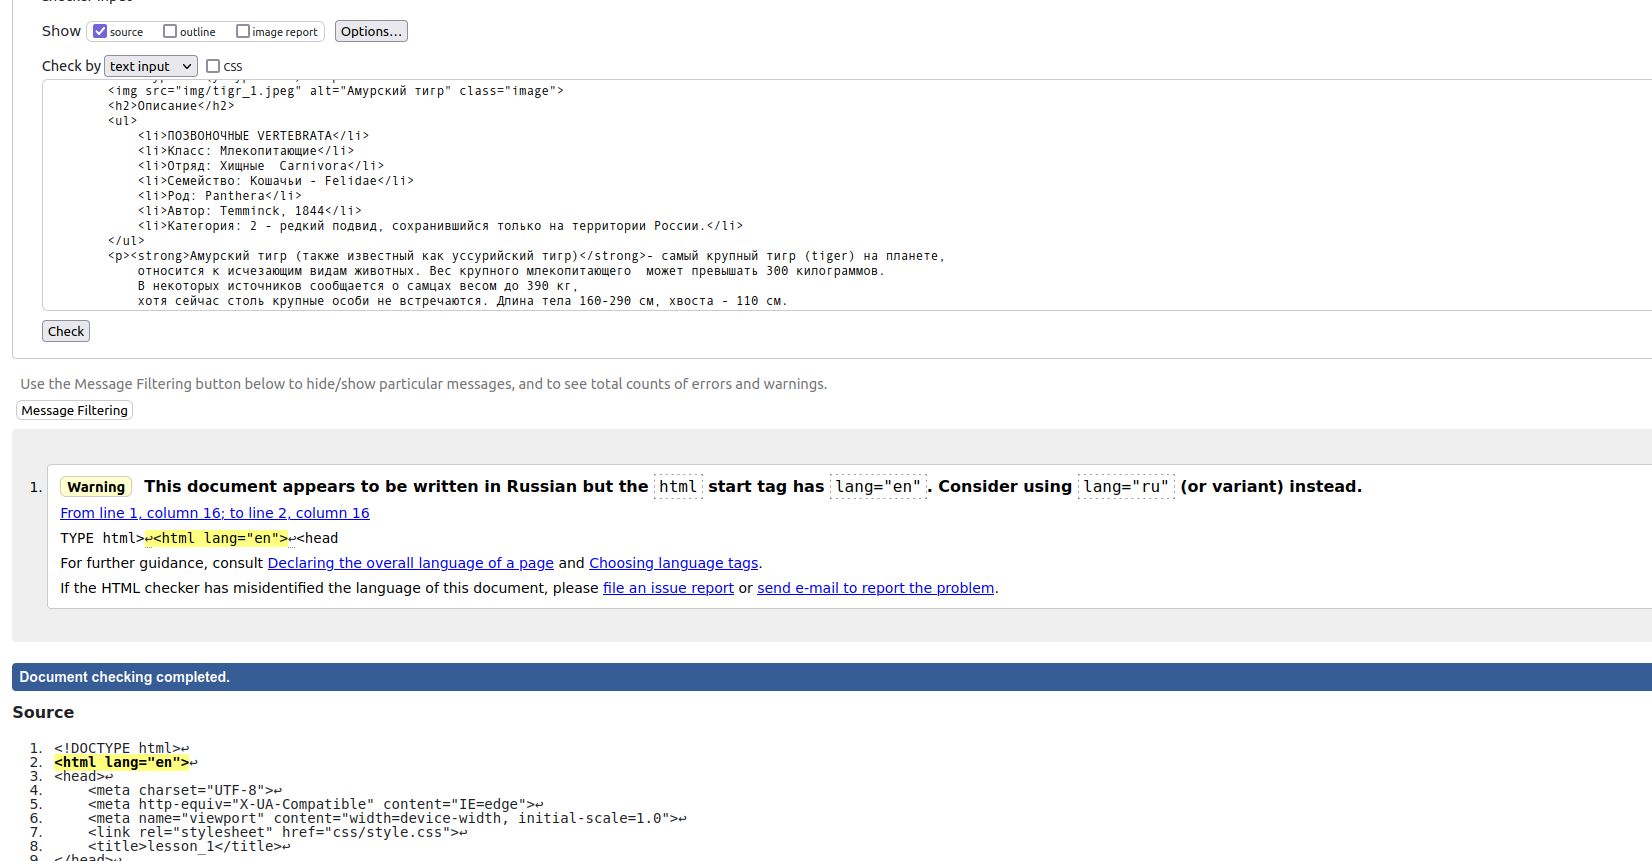 Show source outline image report Options...
Check by text input CSS
<img src="img/tigr_1.jpeg" alt="Амурский тигр" class="image">
<h2>Описание</h2>
<ul>
<li>ПОЗВОНОЧНЫЕ VERTEBRATA</li>
<li>Класс: Млекопитающие</li>
<li>Отряд: Хищные  Carnivora</li>
<li>Семейство: Кошачьи - Felidae</li>
<li>Род: Panthera</li>
<li>Автор: Temminck, 1844</li>
<li>Категория: 2 - редкий подвид, сохранившийся только на территории России.</li>
</ul>
<p><strong>Амурский тигр (также известный как уссурийский тигр)</strong>- самый крупный тигр (tiger) на планете,
относится к исчезающим видам животных. Вес крупного млекопитающего  может превышать 300 килограммов.
В некоторых источников сообщается о самцах весом до 390 кг,
хотя сейчас столь крупные особи не встречаются. Длина тела 160-290 см, хвоста - 110 см.
Check
Use the Message Filtering button below to hide/show particular messages, and to see total counts of errors and warnings.
Message Filtering
1. Warning This document appears to be written in Russian but the html start tag has lang="en". Consider using lang="ru" (or variant) instead.
From line 1, column 16; to line 2, column 16
TYPE html>↩<html lang="en">↩<head
For further guidance, consult Declaring the overall language of a page and Choosing language tags.
If the HTML checker has misidentified the language of this document, please file an issue report or send e-mail to report the problem.
Document checking completed.
Source
1. <!DOCTYPE html>↩
2. <html lang="en">↩
3. <head>↩
4. <meta charset="UTF-8">↩
5. <meta http-equiv="X-UA-Compatible" content="IE=edge">↩
6. <meta name="viewport" content="width=device-width, initial-scale=1.0">↩
7. <link rel="stylesheet" href="css/style.css">↩
8. <title>lesson_1</title>↩
9. </head>↩